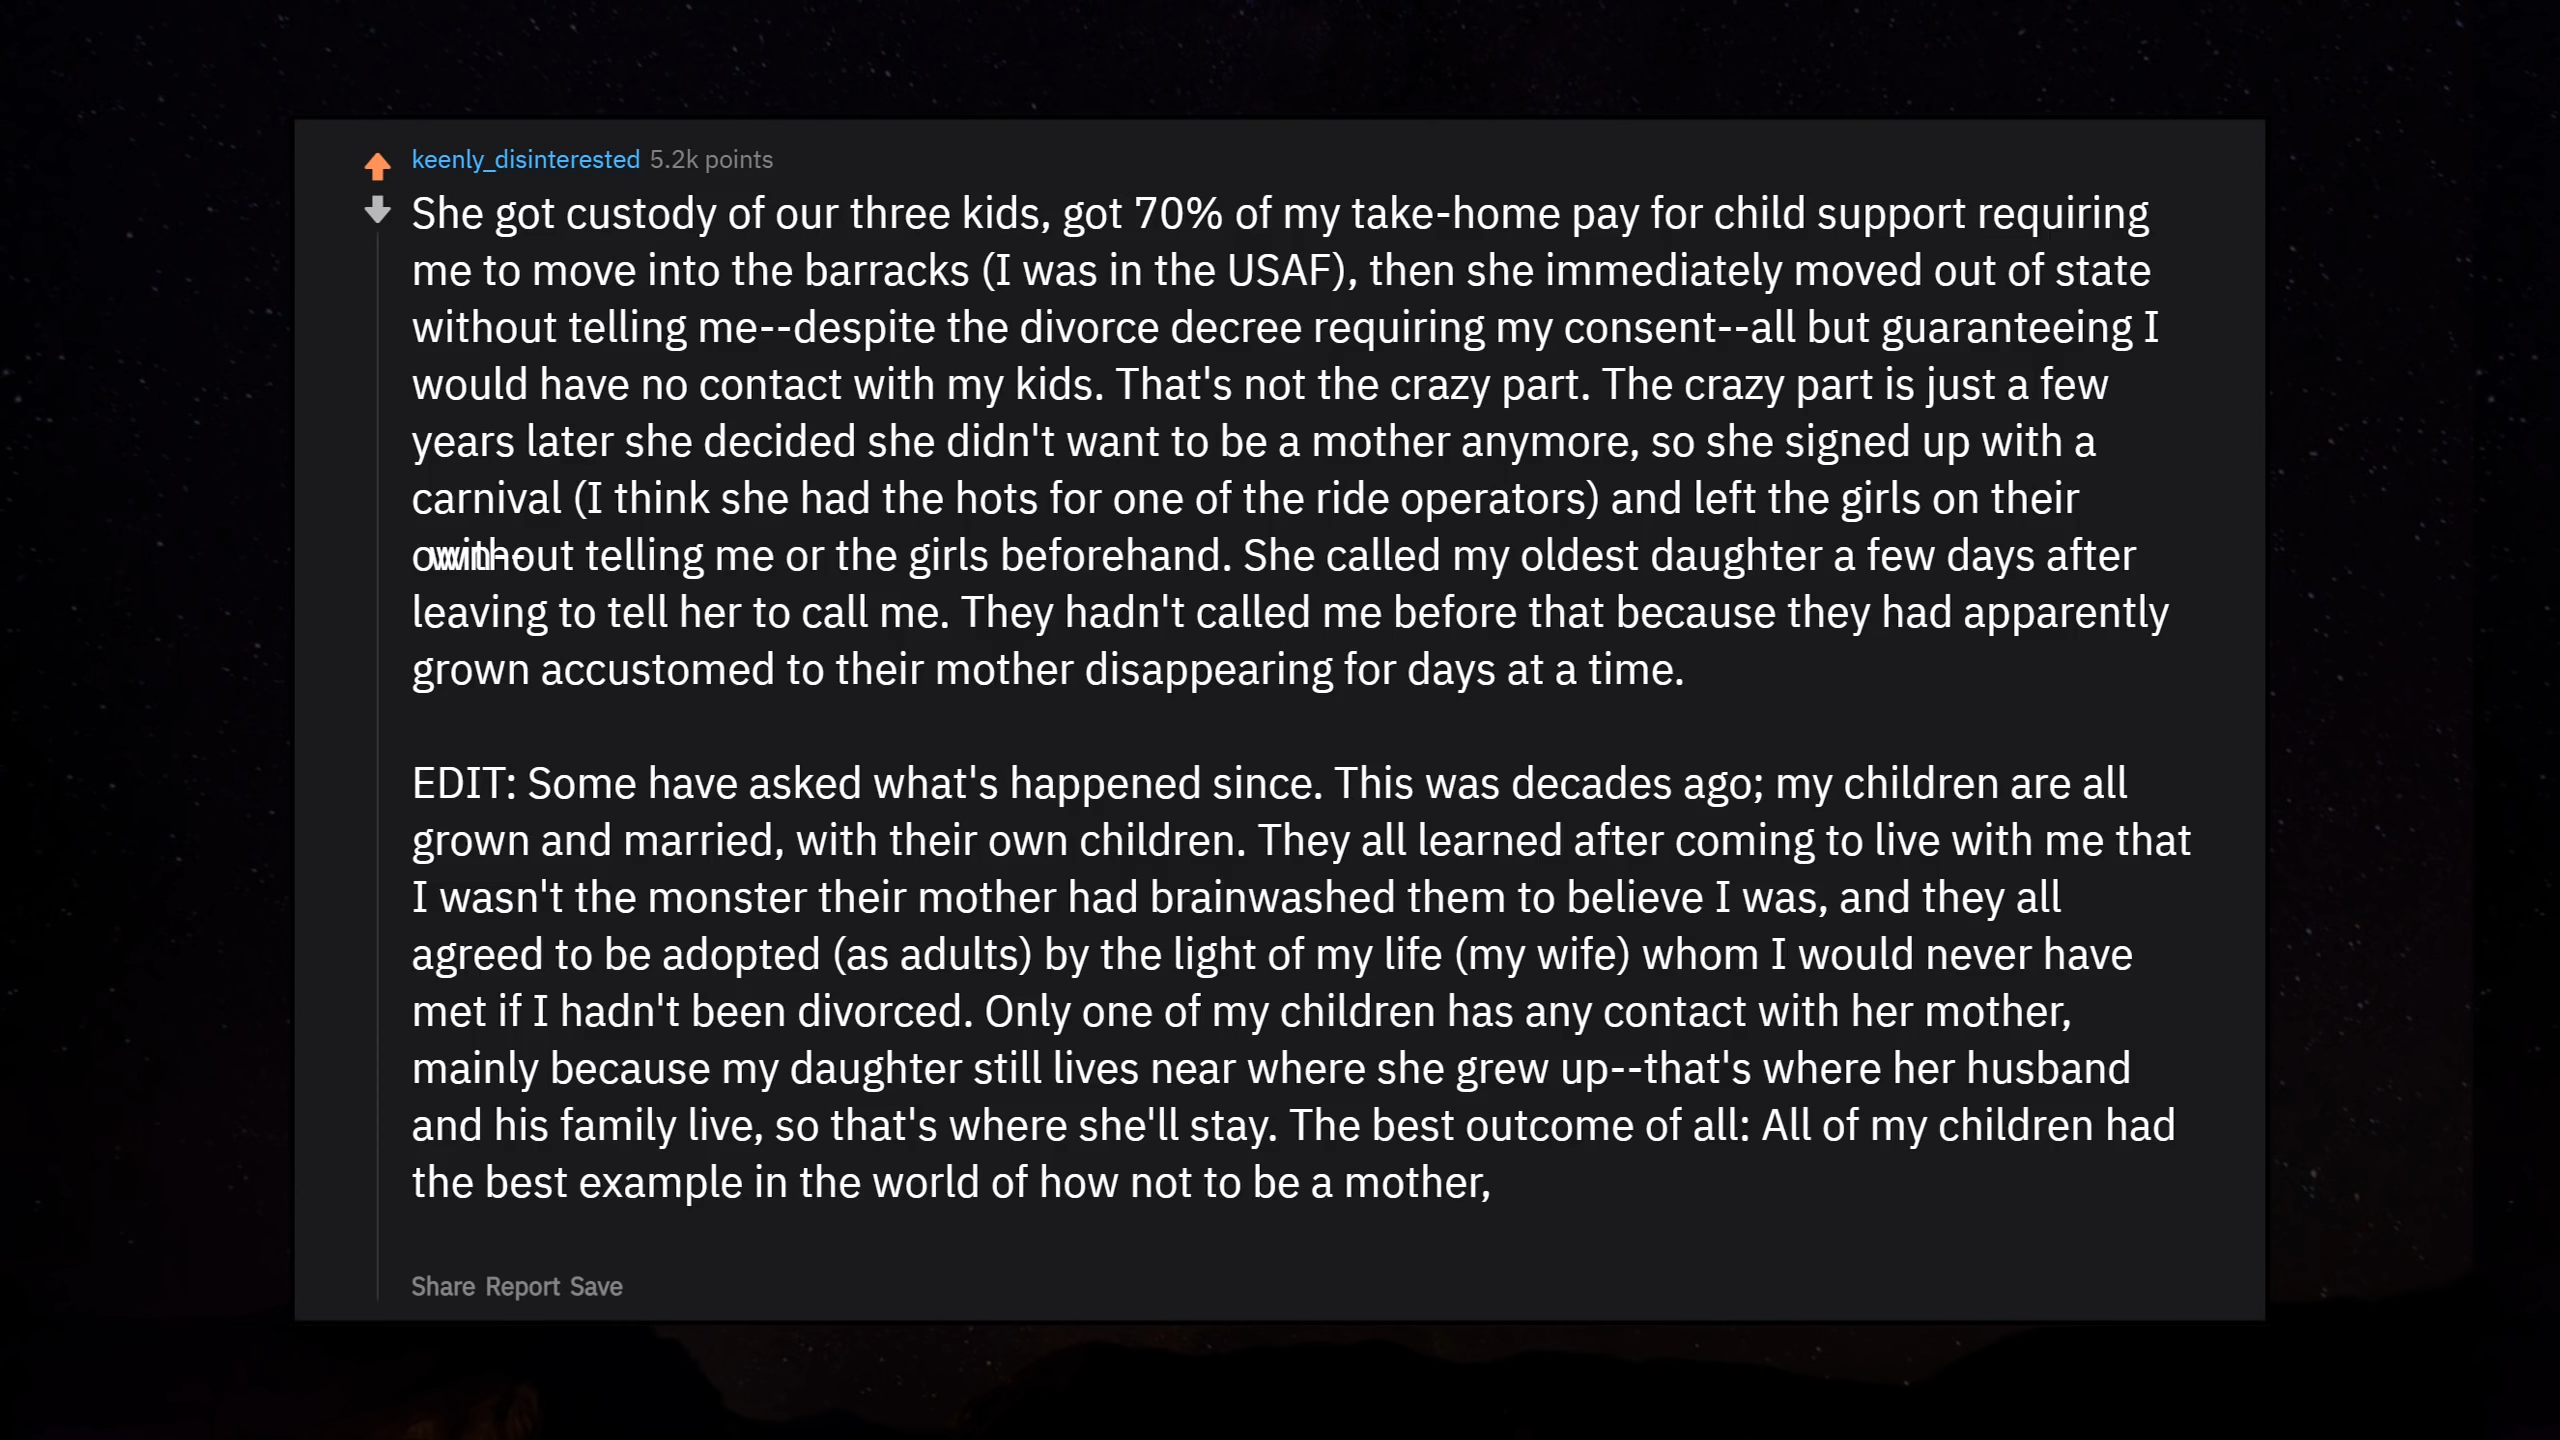 keenly_disinterested 5.2k points
She got custody of our three kids, got 70% of my take-home pay for child support requiring
me to move into the barracks (I was in the USAF), then she immediately moved out of state
without telling me--despite the divorce decree requiring my consent--all but guaranteeing I
would have no contact with my kids. That's not the crazy part. The crazy part is just a few
years later she decided she didn't want to be a mother anymore, so she signed up with a
carnival (I think she had the hots for one of the ride operators) and left the girls on their
own--without telling me or the girls beforehand. She called my oldest daughter a few days after
leaving to tell her to call me. They hadn't called me before that because they had apparently
grown accustomed to their mother disappearing for days at a time.
EDIT: Some have asked what's happened since. This was decades ago; my children are all
grown and married, with their own children. They all learned after coming to live with me that
I wasn't the monster their mother had brainwashed them to believe I was, and they all
agreed to be adopted (as adults) by the light of my life (my wife) whom I would never have
met if I hadn't been divorced. Only one of my children has any contact with her mother,
mainly because my daughter still lives near where she grew up--that's where her husband
and his family live, so that's where she'll stay. The best outcome of all: All of my children had
the best example in the world of how not to be a mother,
Share Report Save